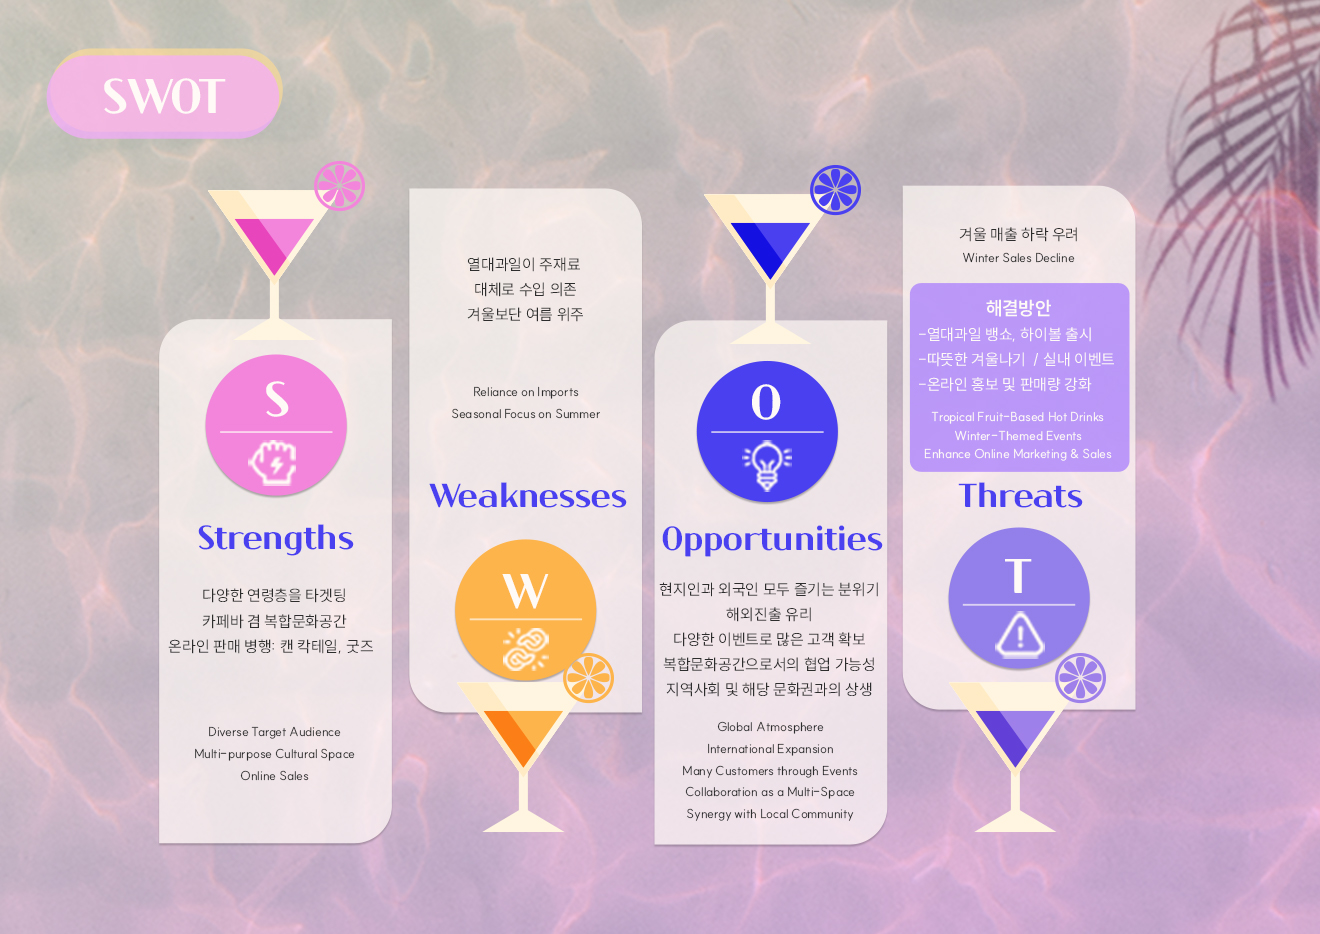 SWOT
S
Strengths
다양한 연령층을 타겟팅
카페바 겸 복합문화공간
온라인 판매 병행: 캔 칵테일, 굿즈
Diverse Target Audience
Multi-purpose Cultural Space
Online Sales
열대과일이 주재료
대체로 수입 의존
겨울보단 여름 위주
Reliance on Imports
Seasonal Focus on Summer
Weaknesses
W
O
Opportunities
현지인과 외국인 모두 즐기는 분위기
해외진출 유리
다양한 이벤트로 많은 고객 확보
복합문화공간으로서의 협업 가능성
지역사회 및 해당 문화권과의 상생
Global Atmosphere
International Expansion
Many Customers through Events
Collaboration as a Multi-Space
Synergy with Local Community
겨울 매출 하락 우려
Winter Sales Decline
해결방안
-열대과일 뱅쇼, 하이볼 출시
-따뜻한 겨울나기 / 실내 이벤트
-온라인 홍보 및 판매량 강화
Tropical Fruit-Based Hot Drinks
Winter-Themed Events
Enhance Online Marketing & Sales
Threats
T